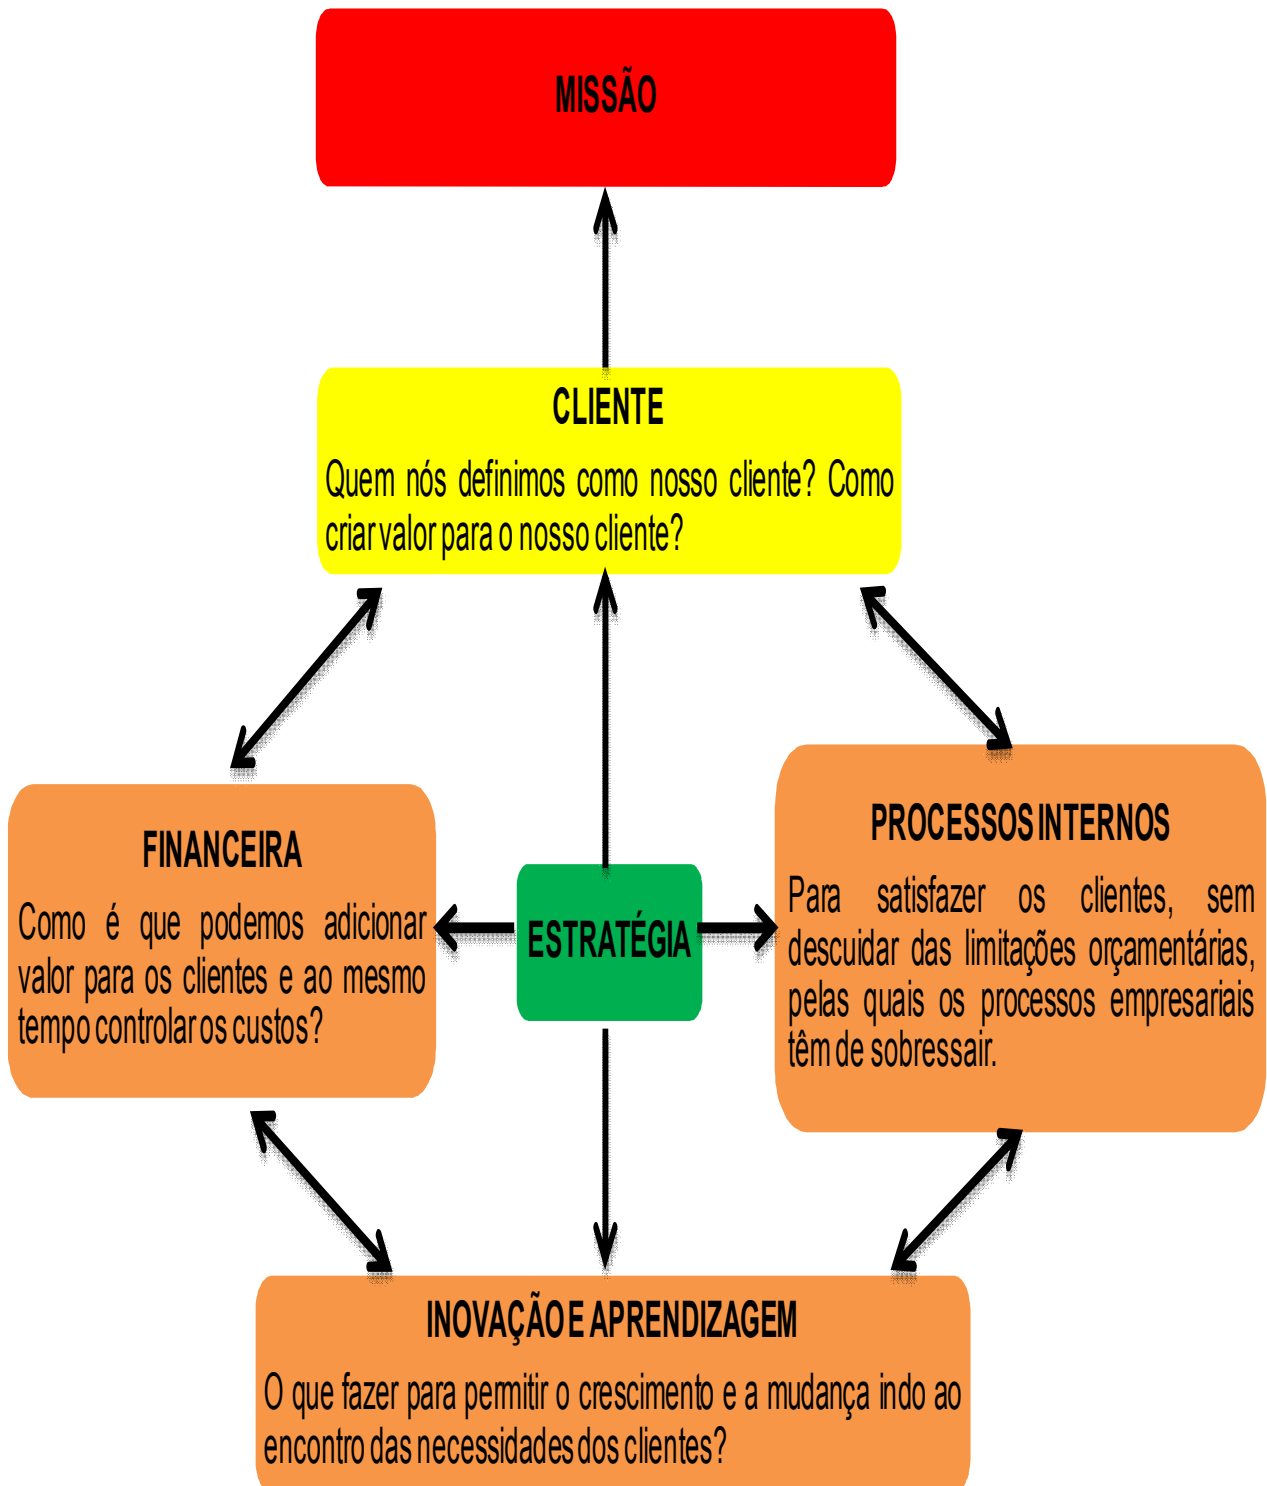 MISSÃO
CLIENTE
Quem nós definimos como nosso cliente? Como
criar valor para o nosso cliente?
FINANCEIRA
Como é que podemos adicionar
valor para os clientes e ao mesmo
tempo controlar os custos?
ESTRATÉGIA
PROCESSOS INTERNOS
Para satisfazer os clientes, sem
descuidar das limitações orçamentárias,
pelas quais os processos empresariais
têm de sobressair.
INOVAÇÃO E APRENDIZAGEM
O que fazer para permitir o crescimento e a mudança indo ao
encontro das necessidades dos clientes?